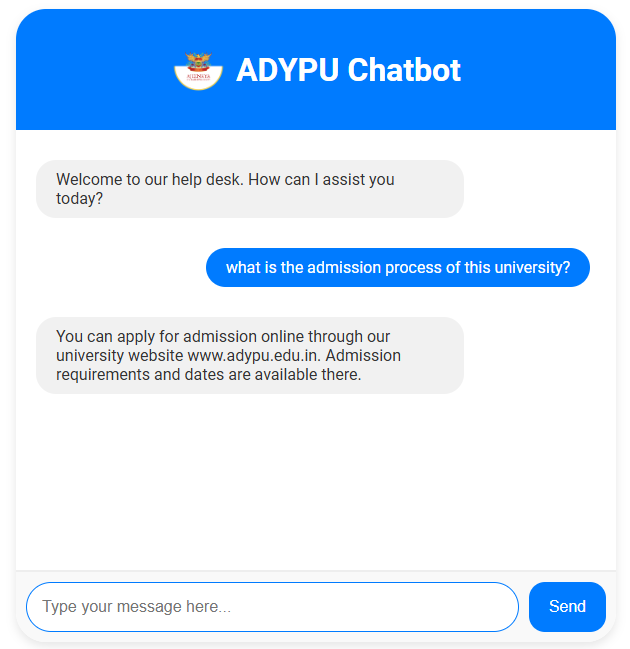 ADYPU Chatbot
Welcome to our help desk. How can I assist you
today?
what is the admission process of this university?
You can apply for admission online through our
university website www.adypu.edu.in. Admission
requirements and dates are available there.
Type your message here...
Send